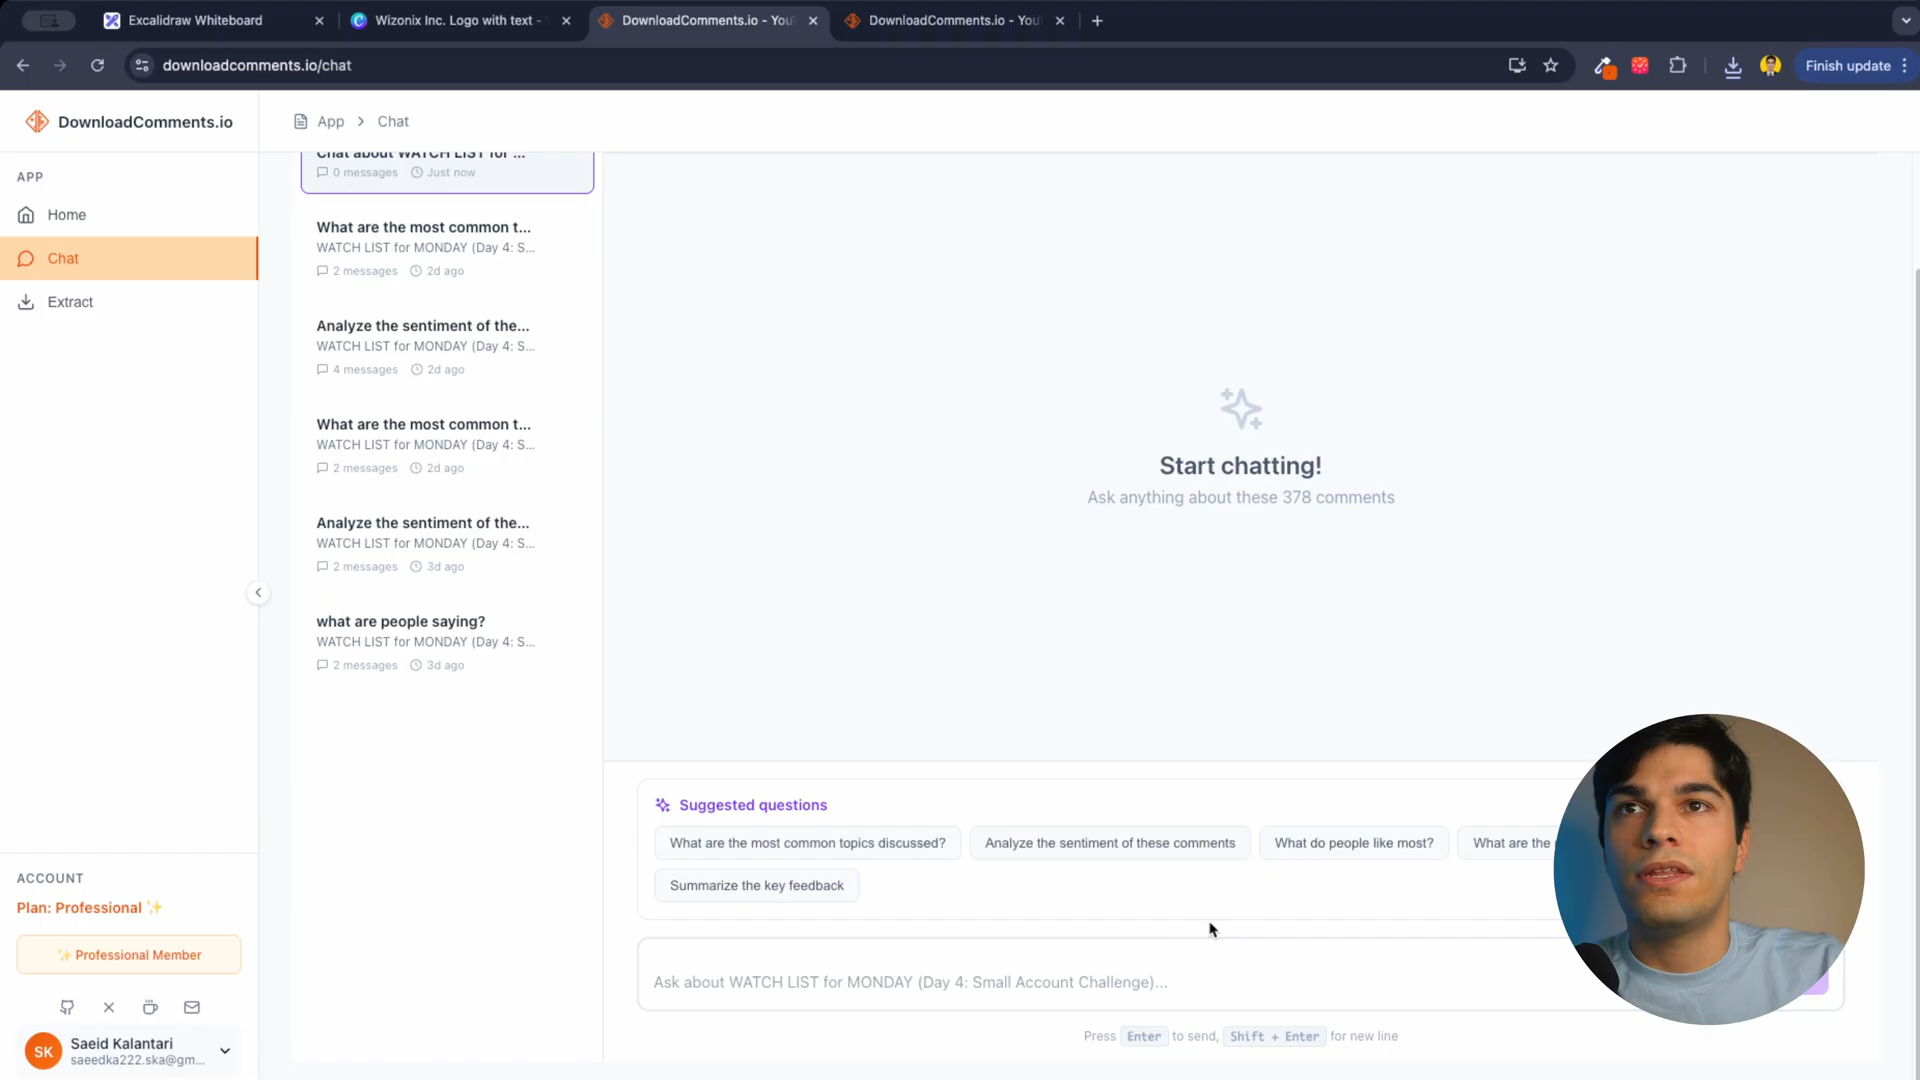 Excalidraw Whiteboard
Wizonix Inc. Logo with text -
DownloadComments.io - You
DownloadComments.io - You
downloadcomments.io/chat
Finish update
DownloadComments.io
App > Chat
APP
Home
Chat
Extract
Chat about WATCH LIST for ...
0 messages Just now
What are the most common t...
WATCH LIST for MONDAY (Day 4: S...
2 messages 2d ago
Analyze the sentiment of the...
WATCH LIST for MONDAY (Day 4: S...
4 messages 2d ago
What are the most common t...
WATCH LIST for MONDAY (Day 4: S...
2 messages 2d ago
Analyze the sentiment of the...
WATCH LIST for MONDAY (Day 4: S...
2 messages 3d ago
what are people saying?
WATCH LIST for MONDAY (Day 4: S...
2 messages 3d ago
Start chatting!
Ask anything about these 378 comments
Suggested questions
What are the most common topics discussed?
Analyze the sentiment of these comments
What do people like most?
What are the
Summarize the key feedback
Ask about WATCH LIST for MONDAY (Day 4: Small Account Challenge)...
Press Enter to send, Shift + Enter for new line
ACCOUNT
Plan: Professional ✨
✨ Professional Member
SK
Saeid Kalantari
saeedka222.ska@gm...